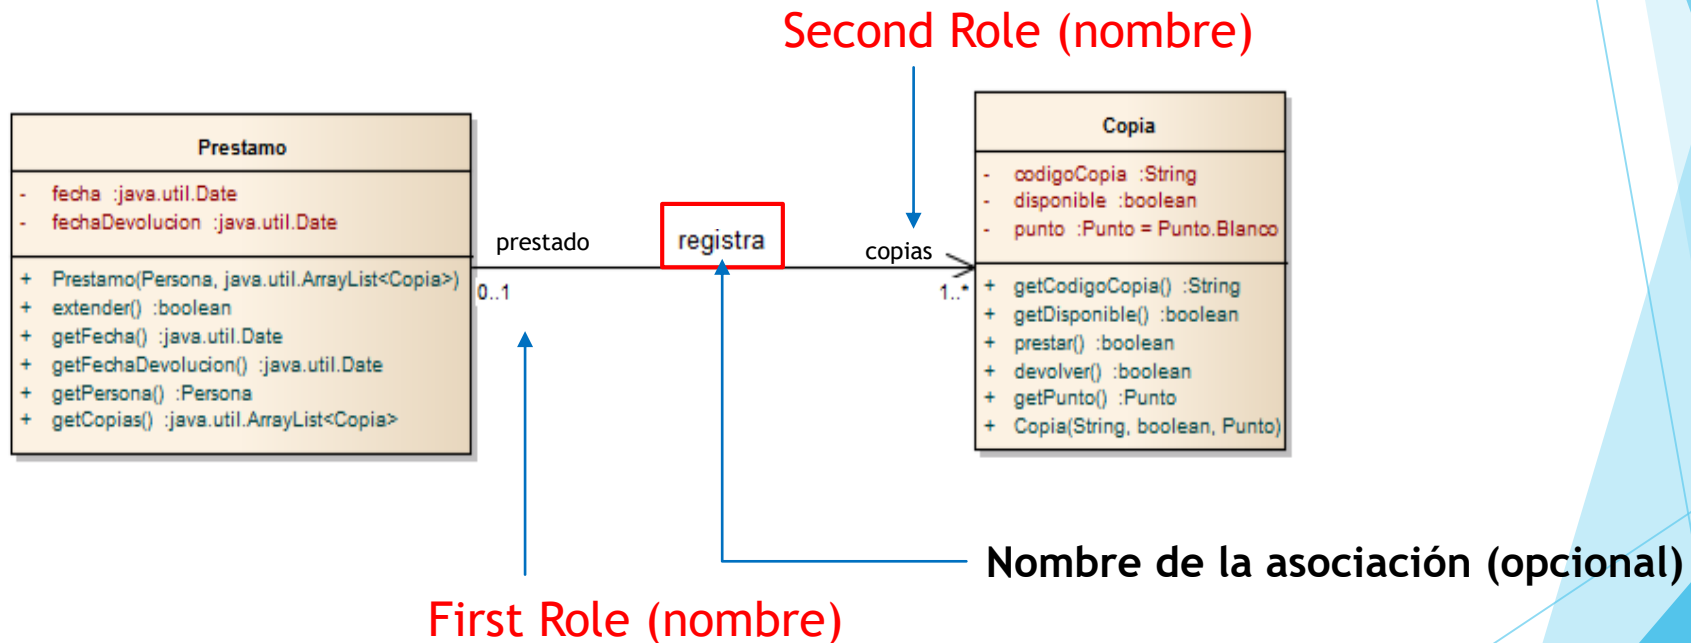 Second Role (nombre)
Prestamo
- fecha :java.util.Date
- fechaDevolucion :java.util.Date
+ Prestamo(Persona, java.util.ArrayList<Copia>)
+ extender() :boolean
+ getFecha() :java.util.Date
+ getFechaDevolucion() :java.util.Date
+ getPersona() :Persona
+ getCopias() :java.util.ArrayList<Copia>
prestado
0..1
registra
copias
1..*
Copia
- codigoCopia :String
- disponible :boolean
- punto :Punto = Punto.Blanco
+ getCodigoCopia() :String
+ getDisponible() :boolean
+ prestar() :boolean
+ devolver() :boolean
+ getPunto() :Punto
+ Copia(String, boolean, Punto)
Nombre de la asociación (opcional)
First Role (nombre)